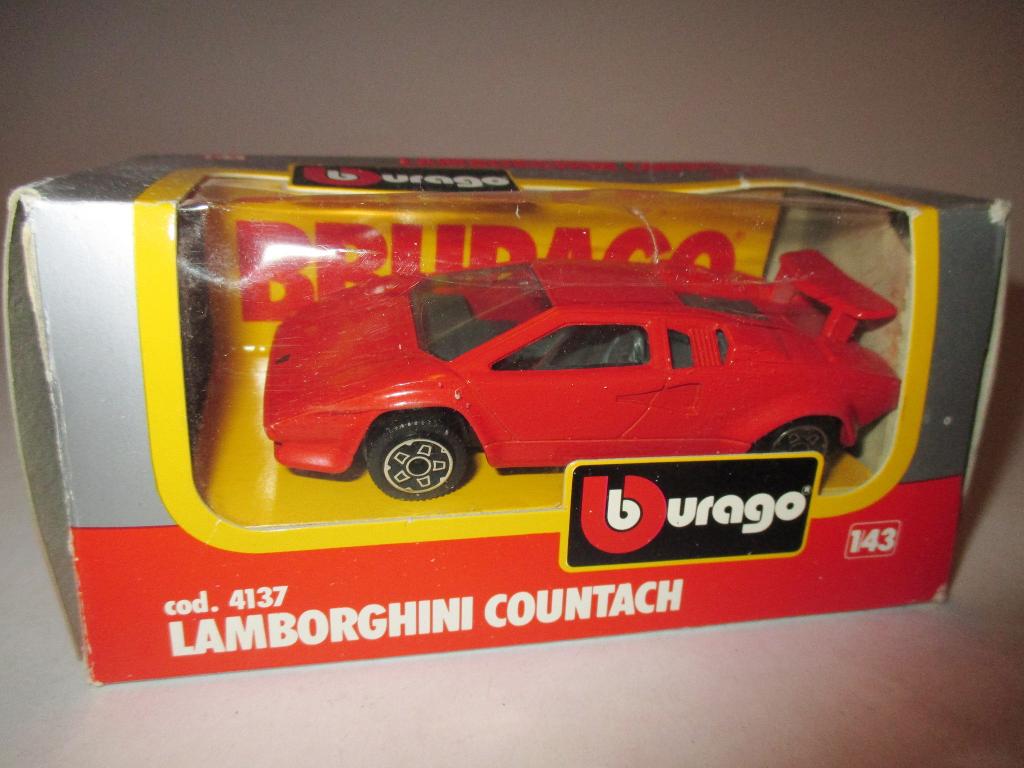 burago
BBURAGO
burago®
1:43
cod. 4137
LAMBORGHINI COUNTACH